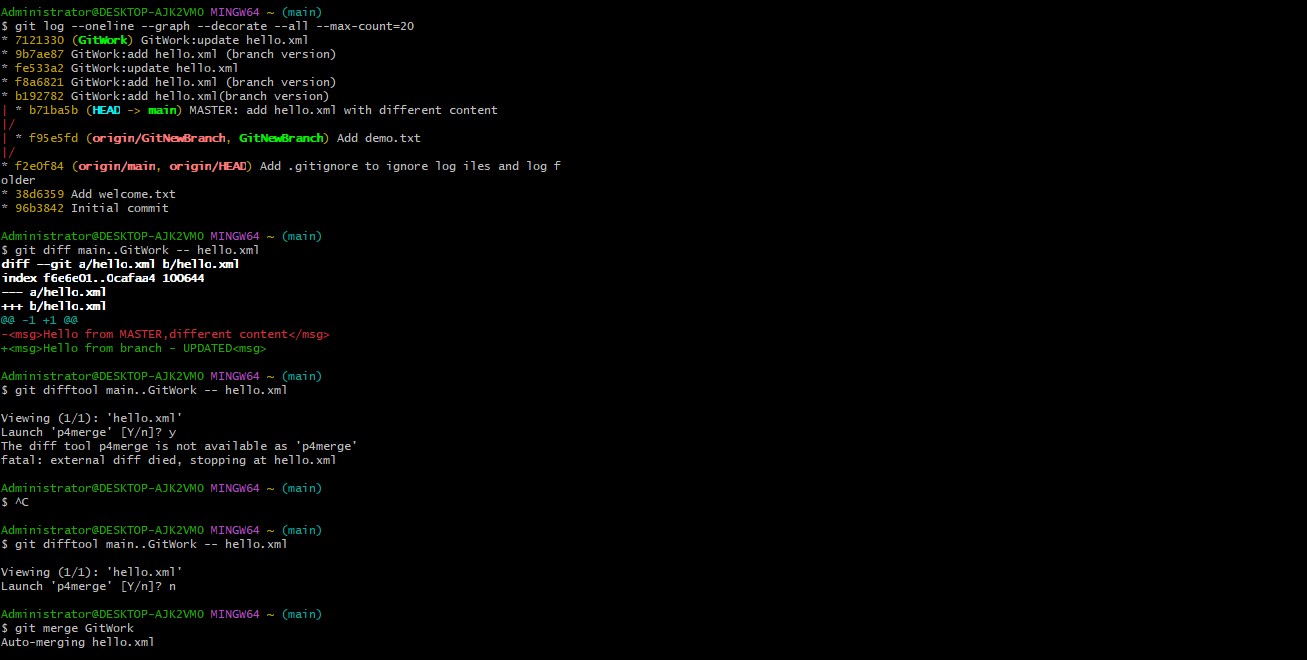 Administrator@DESKTOP-AJK2VMO MINGW64 ~ (main)
$ git log --oneline --graph --decorate --all --max-count=20
* 7121330 (GitWork) GitWork:update hello.xml
* 9b7ae87 GitWork:add hello.xml (branch version)
* fe533a2 GitWork:update hello.xml
* f8a6821 GitWork:add hello.xml (branch version)
* b192782 GitWork:add hello.xml(branch version)
| * b71ba5b (HEAD -> main) MASTER: add hello.xml with different content
|/
| * f95e5fd (origin/GitNewBranch, GitNewBranch) Add demo.txt
|/
* f2e0f84 (origin/main, origin/HEAD) Add .gitignore to ignore log iles and log f
older
* 38d6359 Add welcome.txt
* 96b3842 Initial commit
Administrator@DESKTOP-AJK2VMO MINGW64 ~ (main)
$ git diff main..GitWork -- hello.xml
diff --git a/hello.xml b/hello.xml
index f6e6e01..0cafaa4 100644
--- a/hello.xml
+++ b/hello.xml
@@ -1 +1 @@
-<msg>Hello from MASTER,different content</msg>
+<msg>Hello from branch - UPDATED<msg>
Administrator@DESKTOP-AJK2VMO MINGW64 ~ (main)
$ git difftool main..GitWork -- hello.xml
Viewing (1/1): 'hello.xml'
Launch 'p4merge' [Y/n]? y
The diff tool p4merge is not available as 'p4merge'
fatal: external diff died, stopping at hello.xml
Administrator@DESKTOP-AJK2VMO MINGW64 ~ (main)
$ ^C
Administrator@DESKTOP-AJK2VMO MINGW64 ~ (main)
$ git difftool main..GitWork -- hello.xml
Viewing (1/1): 'hello.xml'
Launch 'p4merge' [Y/n]? n
Administrator@DESKTOP-AJK2VMO MINGW64 ~ (main)
$ git merge GitWork
Auto-merging hello.xml